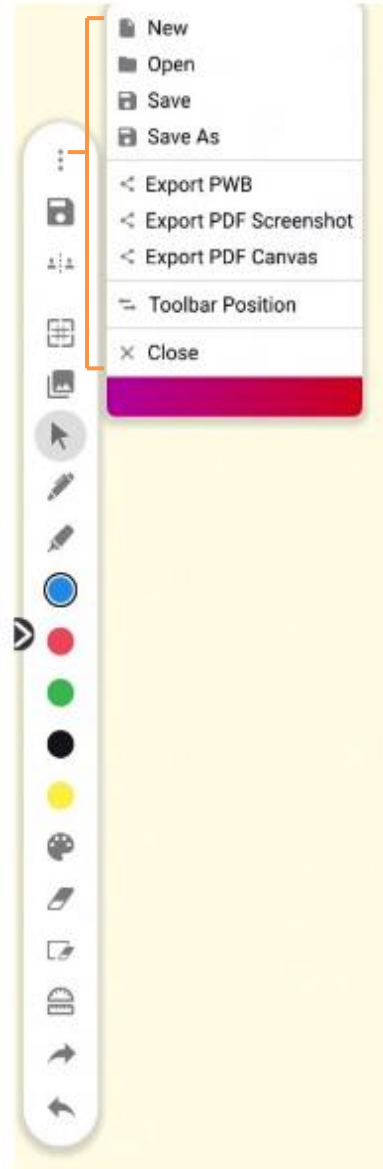 New
Open
Save
Save As
Export PWB
Export PDF Screenshot
Export PDF Canvas
Toolbar Position
Close